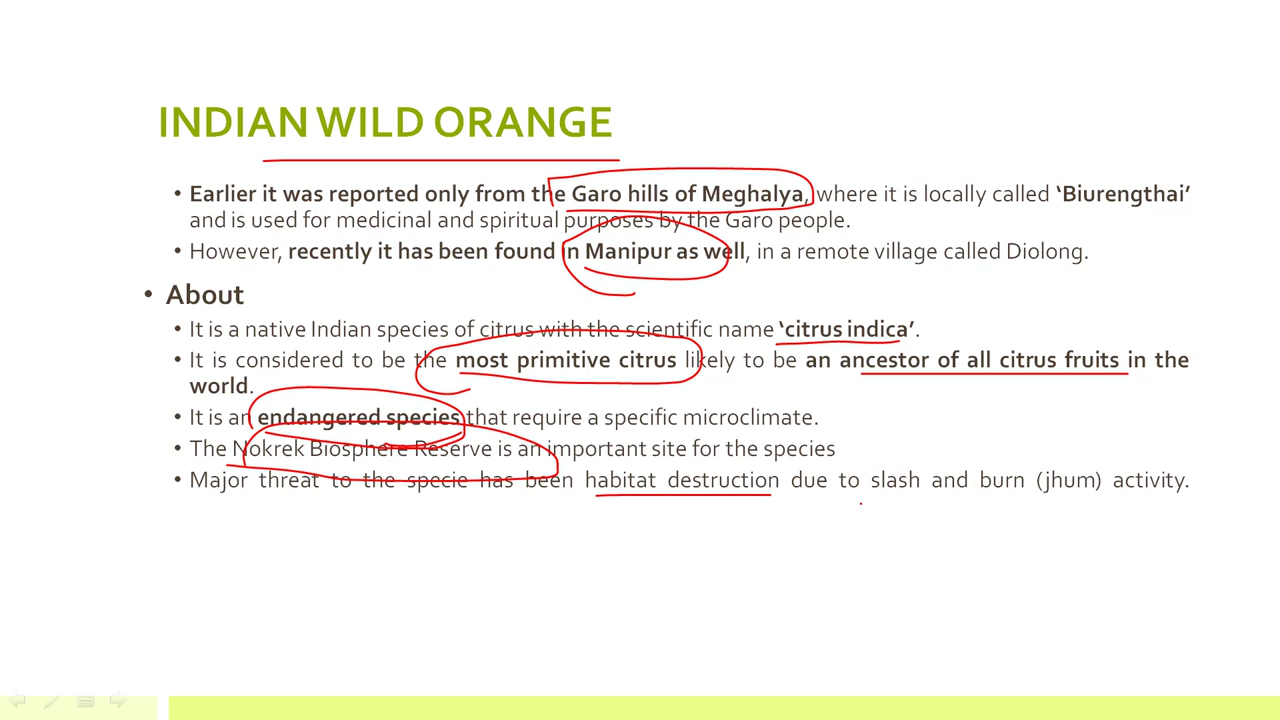 INDIAN WILD ORANGE
• Earlier it was reported only from the Garo hills of Meghalya, where it is locally called ‘Biurengthai’
and is used for medicinal and spiritual purposes by the Garo people.
• However, recently it has been found in Manipur as well, in a remote village called Diolong.
• About
• It is a native Indian species of citrus with the scientific name ‘citrus indica’.
• It is considered to be the most primitive citrus likely to be an ancestor of all citrus fruits in the
world.
• It is an endangered species that require a specific microclimate.
• The Nokrek Biosphere Reserve is an important site for the species
• Major threat to the specie has been habitat destruction due to slash and burn (jhum) activity.